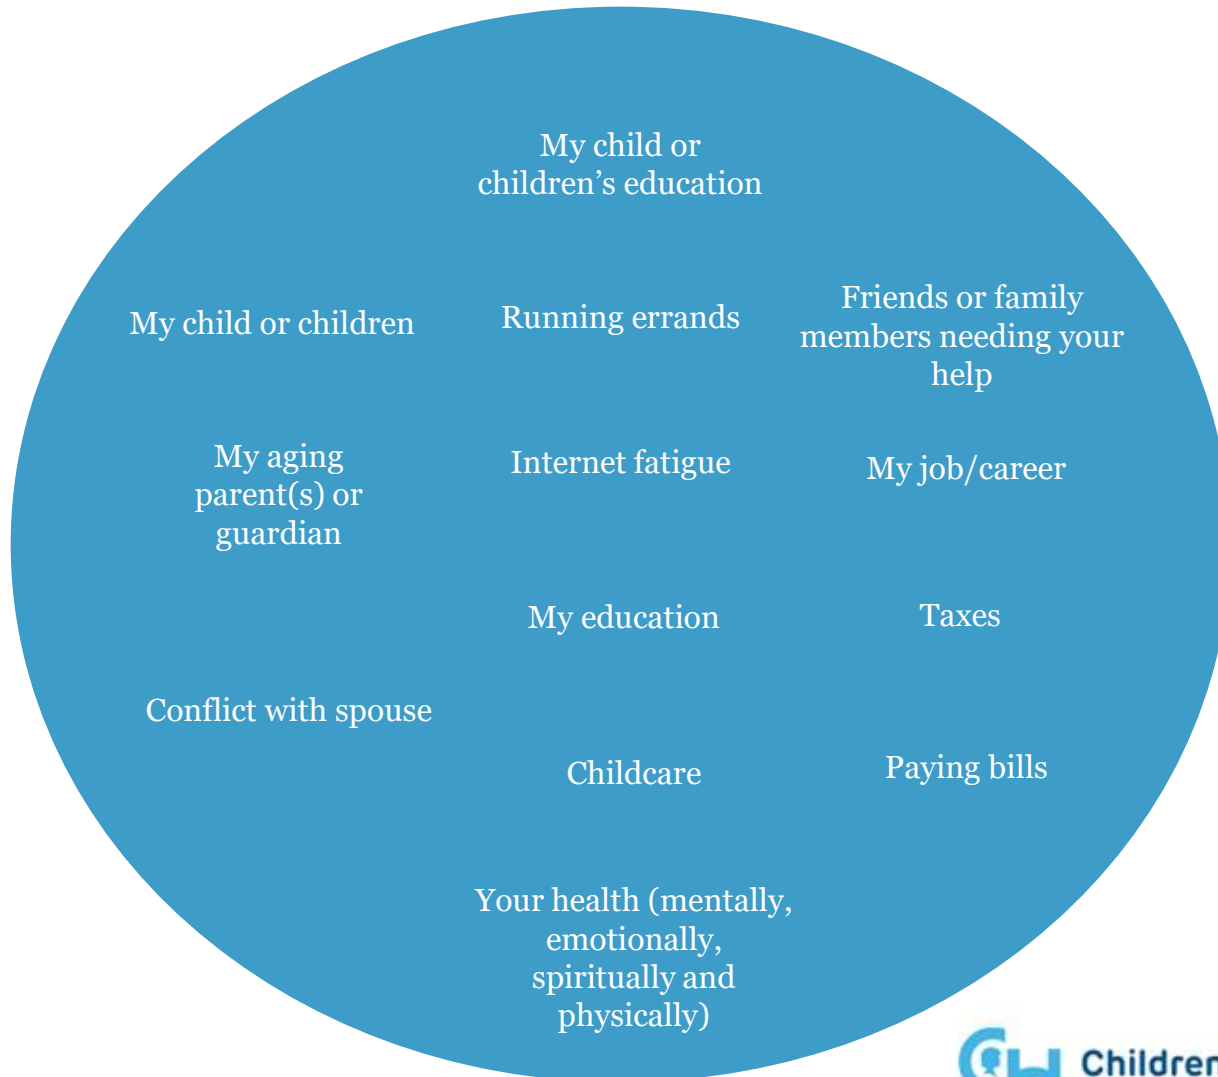 My child or
children’s education
My child or children
Running errands
Friends or family
members needing your
help
My aging
parent(s) or
guardian
Internet fatigue
My job/career
My education
Taxes
Conflict with spouse
Childcare
Paying bills
Your health (mentally,
emotionally,
spiritually and
physically)
Children